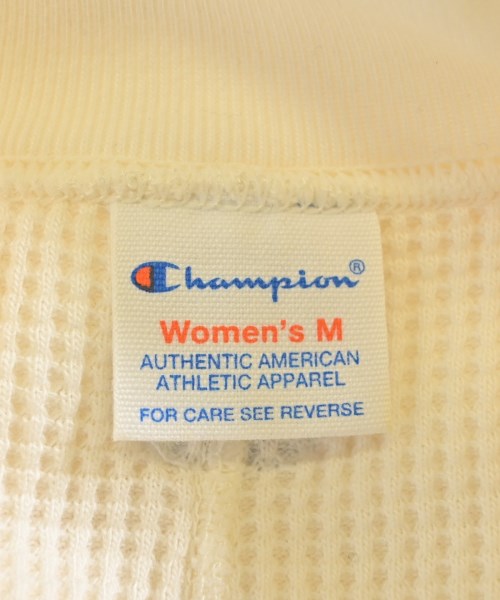 Champion®
Women's M
AUTHENTIC AMERICAN
ATHLETIC APPAREL
FOR CARE SEE REVERSE